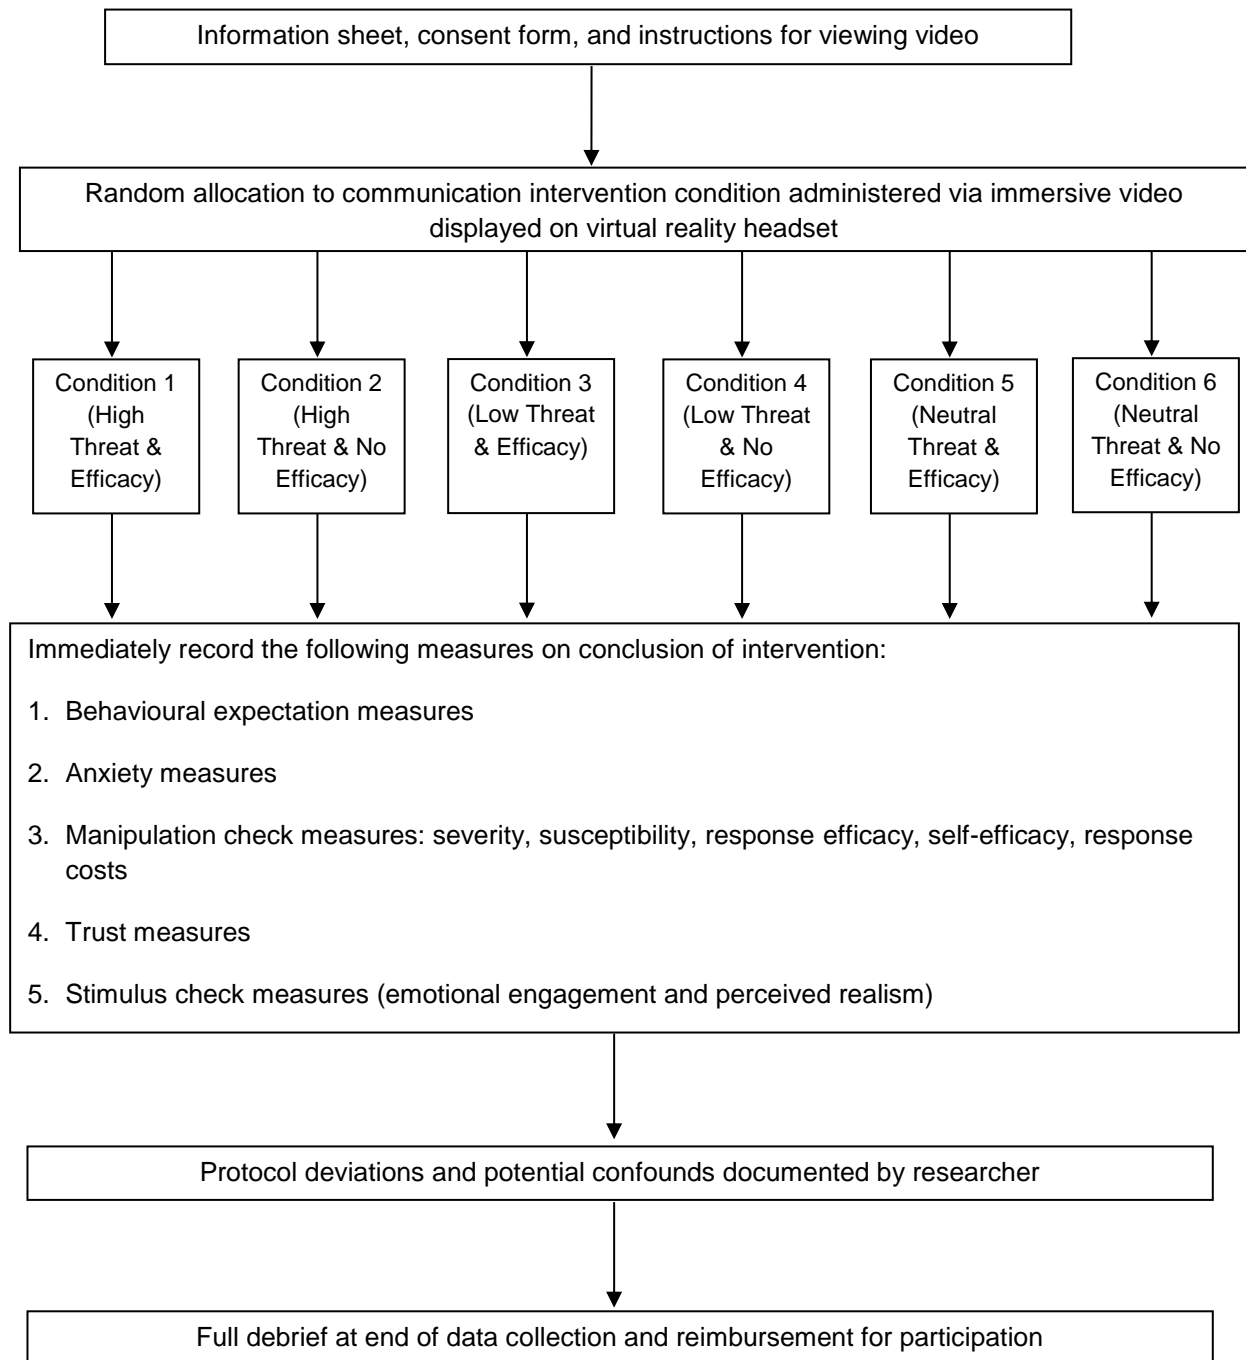 Information sheet, consent form, and instructions for viewing video
Random allocation to communication intervention condition administered via immersive video
displayed on virtual reality headset
Condition 1
(High
Threat &
Efficacy)
Condition 2
(High
Threat & No
Efficacy)
Condition 3
(Low Threat
& Efficacy)
Condition 4
(Low Threat
& No
Efficacy)
Condition 5
(Neutral
Threat &
Efficacy)
Condition 6
(Neutral
Threat & No
Efficacy)
Immediately record the following measures on conclusion of intervention:
1. Behavioural expectation measures
2. Anxiety measures
3. Manipulation check measures: severity, susceptibility, response efficacy, self-efficacy, response
costs
4. Trust measures
5. Stimulus check measures (emotional engagement and perceived realism)
Protocol deviations and potential confounds documented by researcher
Full debrief at end of data collection and reimbursement for participation